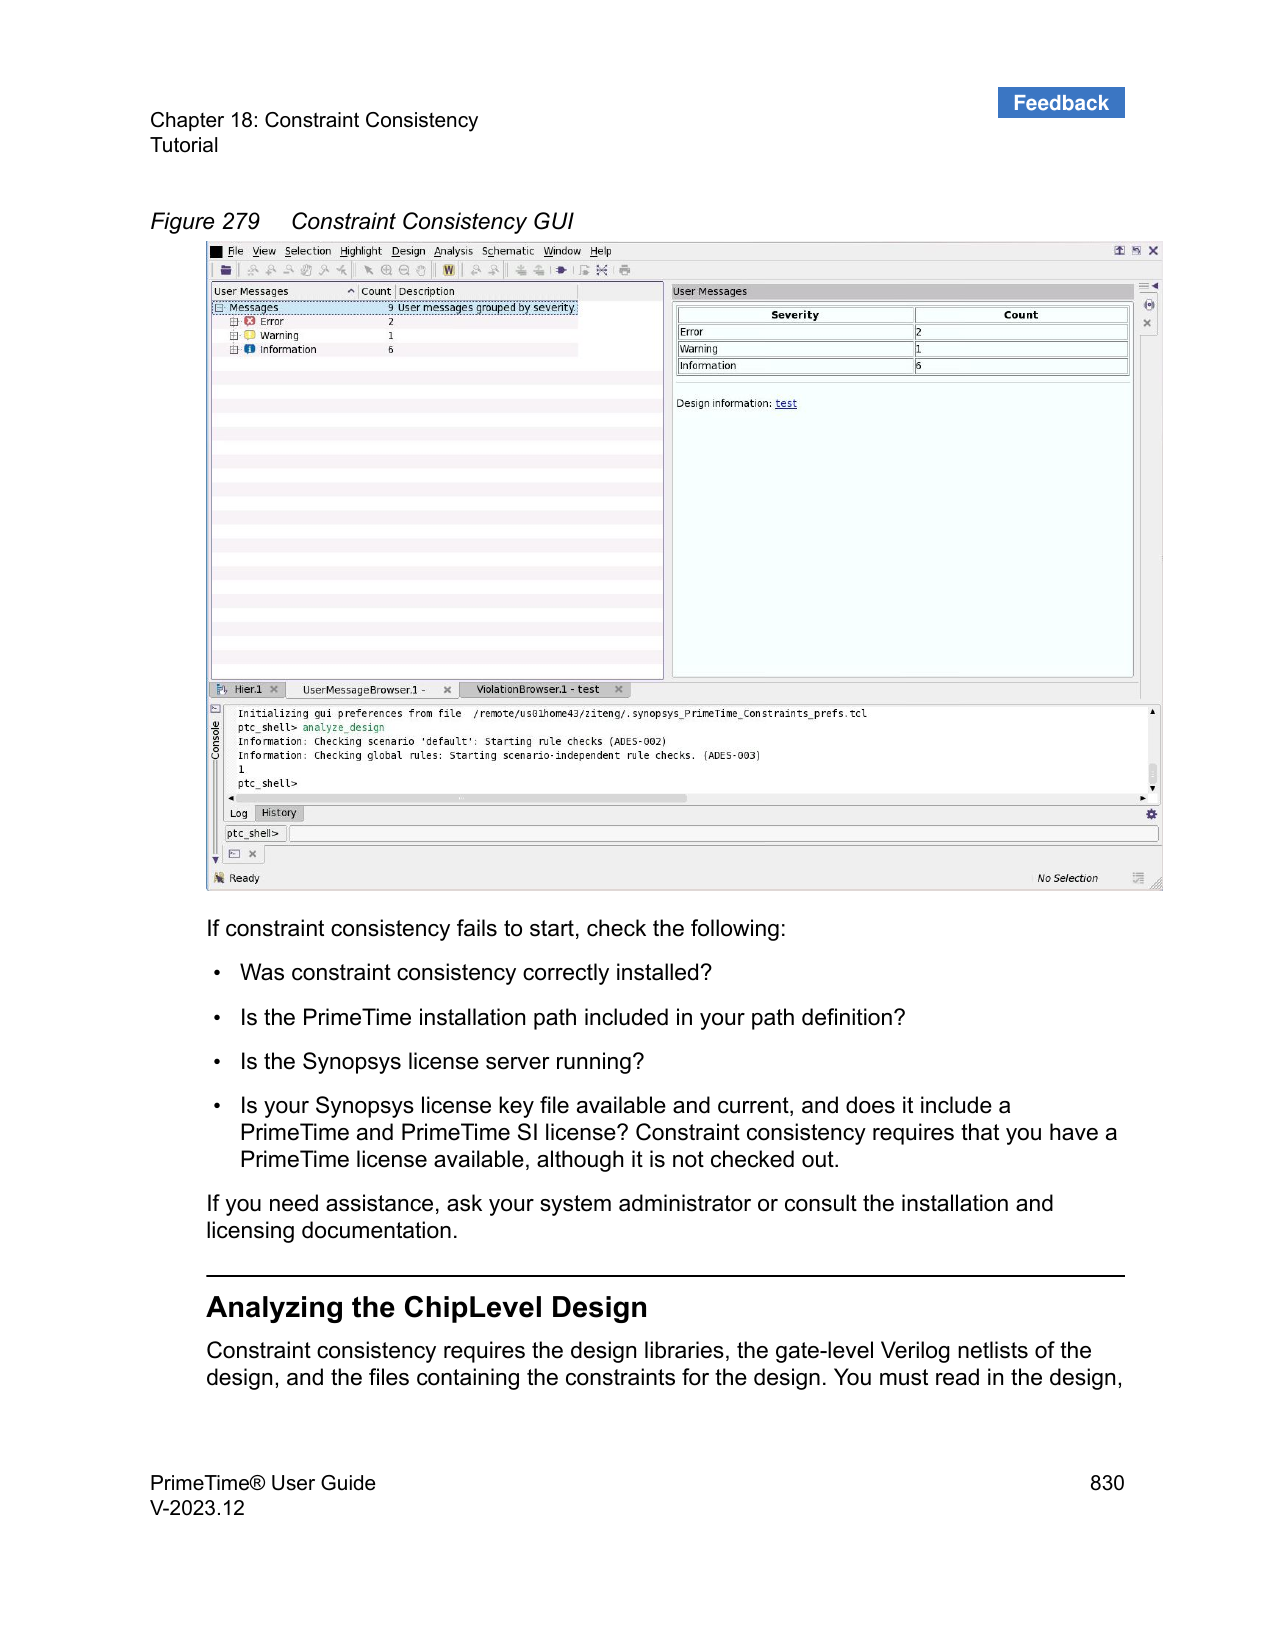 Feedback
Chapter 18: Constraint Consistency
Tutorial
Figure 279 Constraint Consistency GUI
File View Selection Highlight Design Analysis Schematic Window Help
W
User Messages Count Description
Messages 9 User messages grouped by severity.
Error 2
Warning 1
Information 6
User Messages
Severity Count
Error 2
Warning 1
Information 6
Design information: test
Hier.1 UserMessageBrowser.1 - ViolationBrowser.1 - test
Console
Initializing gui preferences from file /remote/us01home43/ziteng/.synopsys_PrimeTime_Constraints_prefs.tcl
ptc_shell> analyze_design
Information: Checking scenario 'default': Starting rule checks (ADES-002)
Information: Checking global rules: Starting scenario-independent rule checks. (ADES-003)
1
ptc_shell>
Log History
ptc_shell>
Ready No Selection
If constraint consistency fails to start, check the following:
• Was constraint consistency correctly installed?
• Is the PrimeTime installation path included in your path definition?
• Is the Synopsys license server running?
• Is your Synopsys license key file available and current, and does it include a
PrimeTime and PrimeTime SI license? Constraint consistency requires that you have a
PrimeTime license available, although it is not checked out.
If you need assistance, ask your system administrator or consult the installation and
licensing documentation.
Analyzing the ChipLevel Design
Constraint consistency requires the design libraries, the gate-level Verilog netlists of the
design, and the files containing the constraints for the design. You must read in the design,
PrimeTime® User Guide 830
V-2023.12